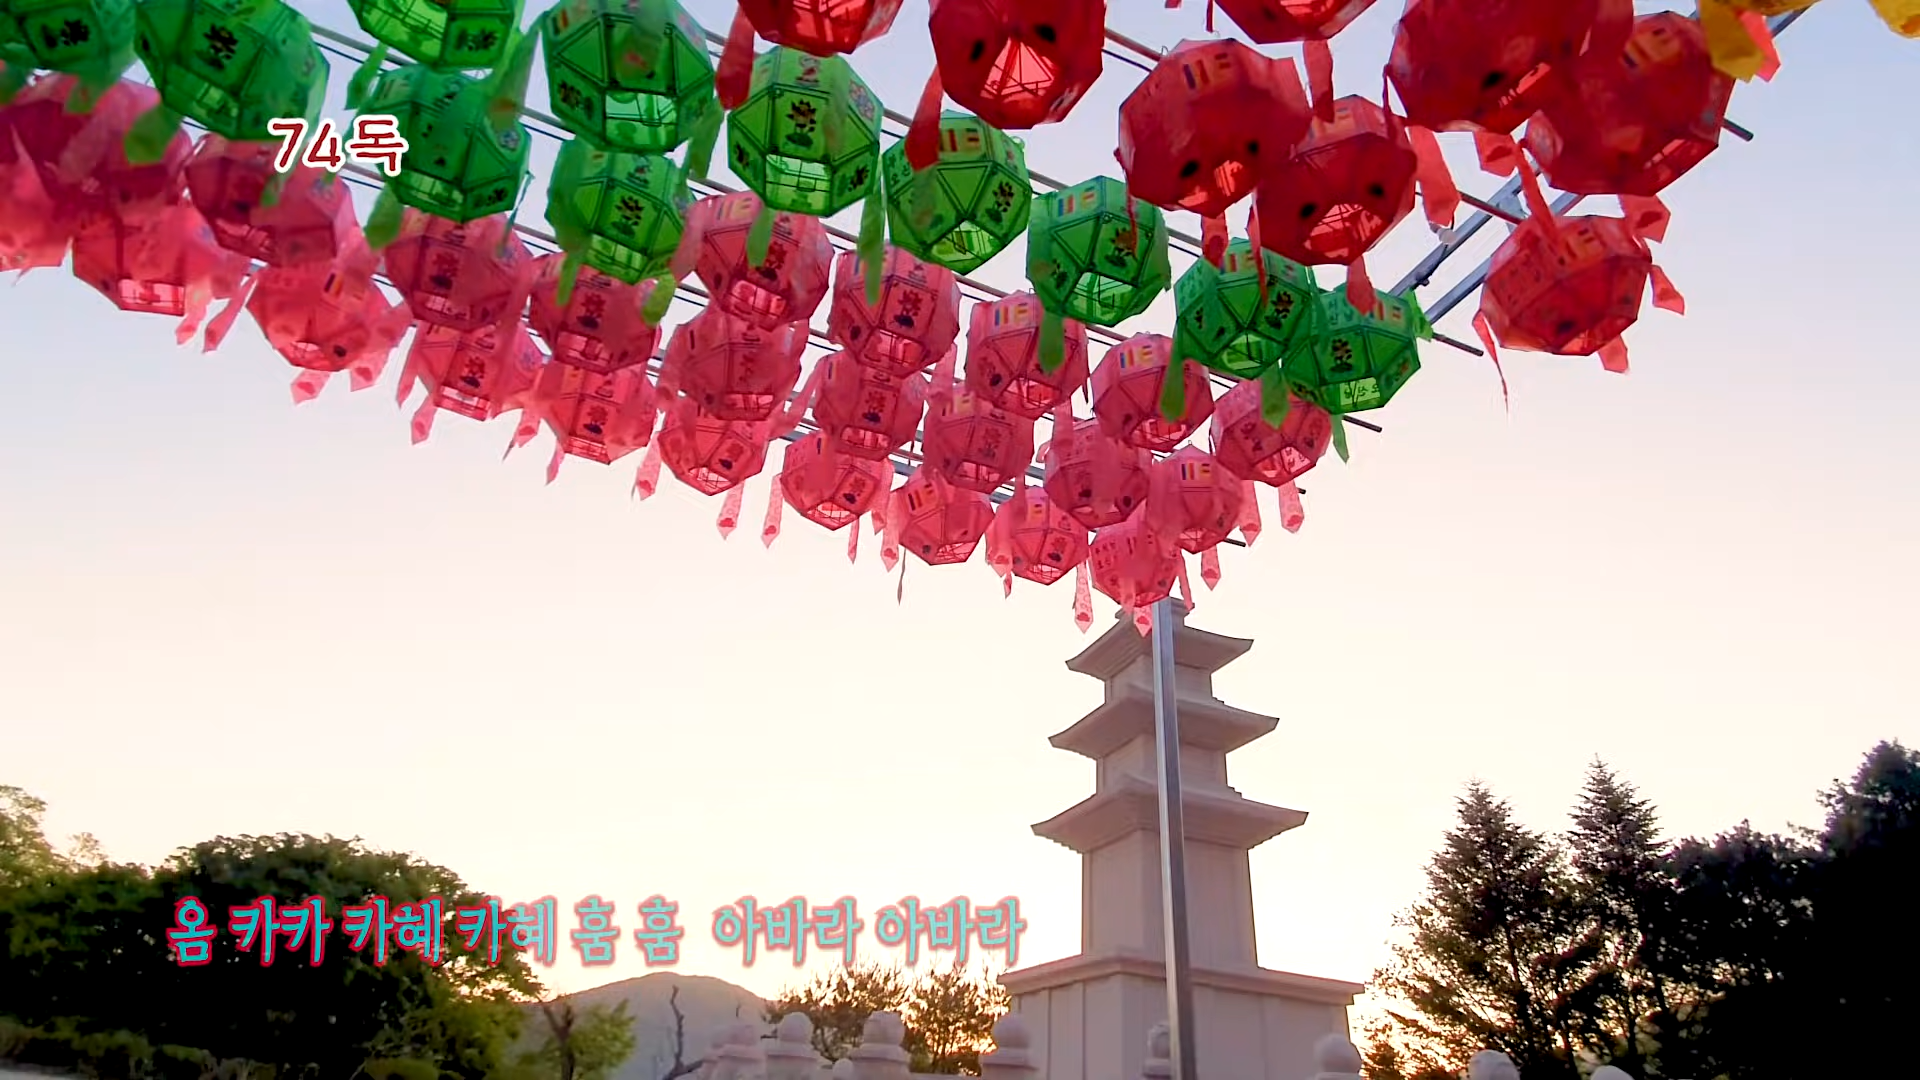 74독
옴 카카 카혜 카혜 훔 훔 아바라 아바라